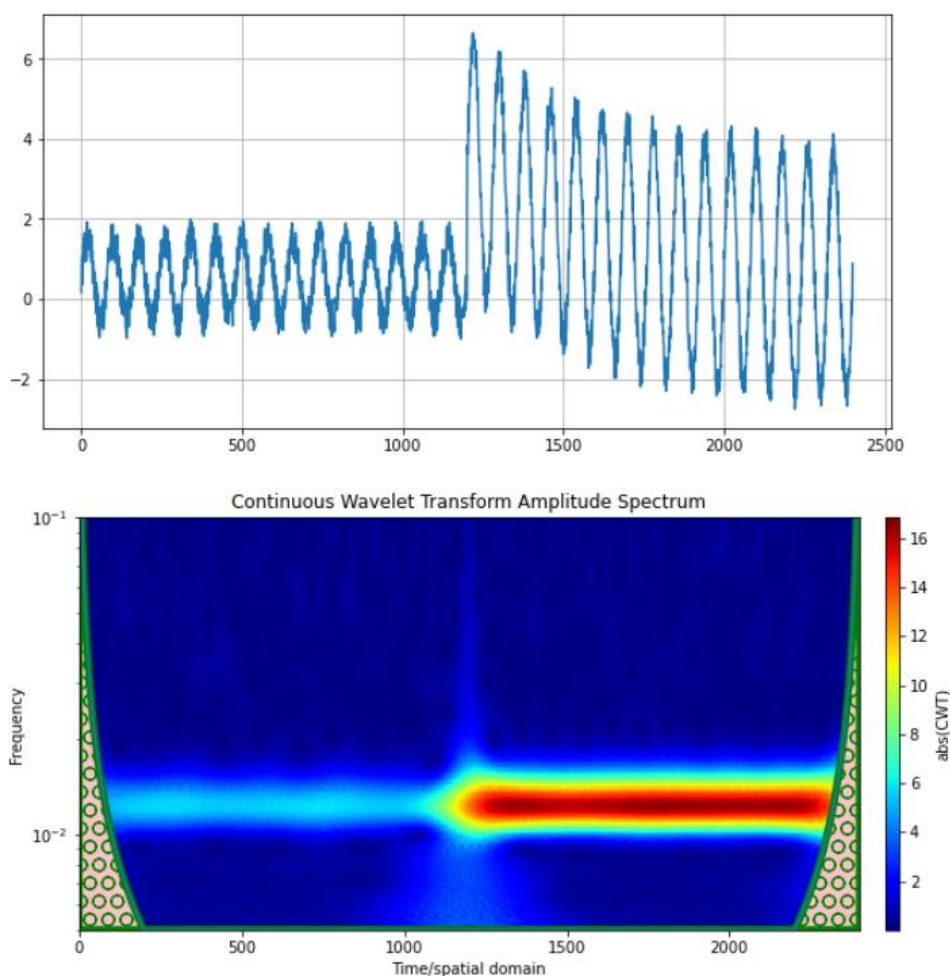 6
4
2
0
−2
0 500 1000 1500 2000 2500
Continuous Wavelet Transform Amplitude Spectrum
10⁻¹
10⁻²
Frequency
0 500 1000 1500 2000
Time/spatial domain
16
14
12
10
8
6
4
2
abs(CWT)